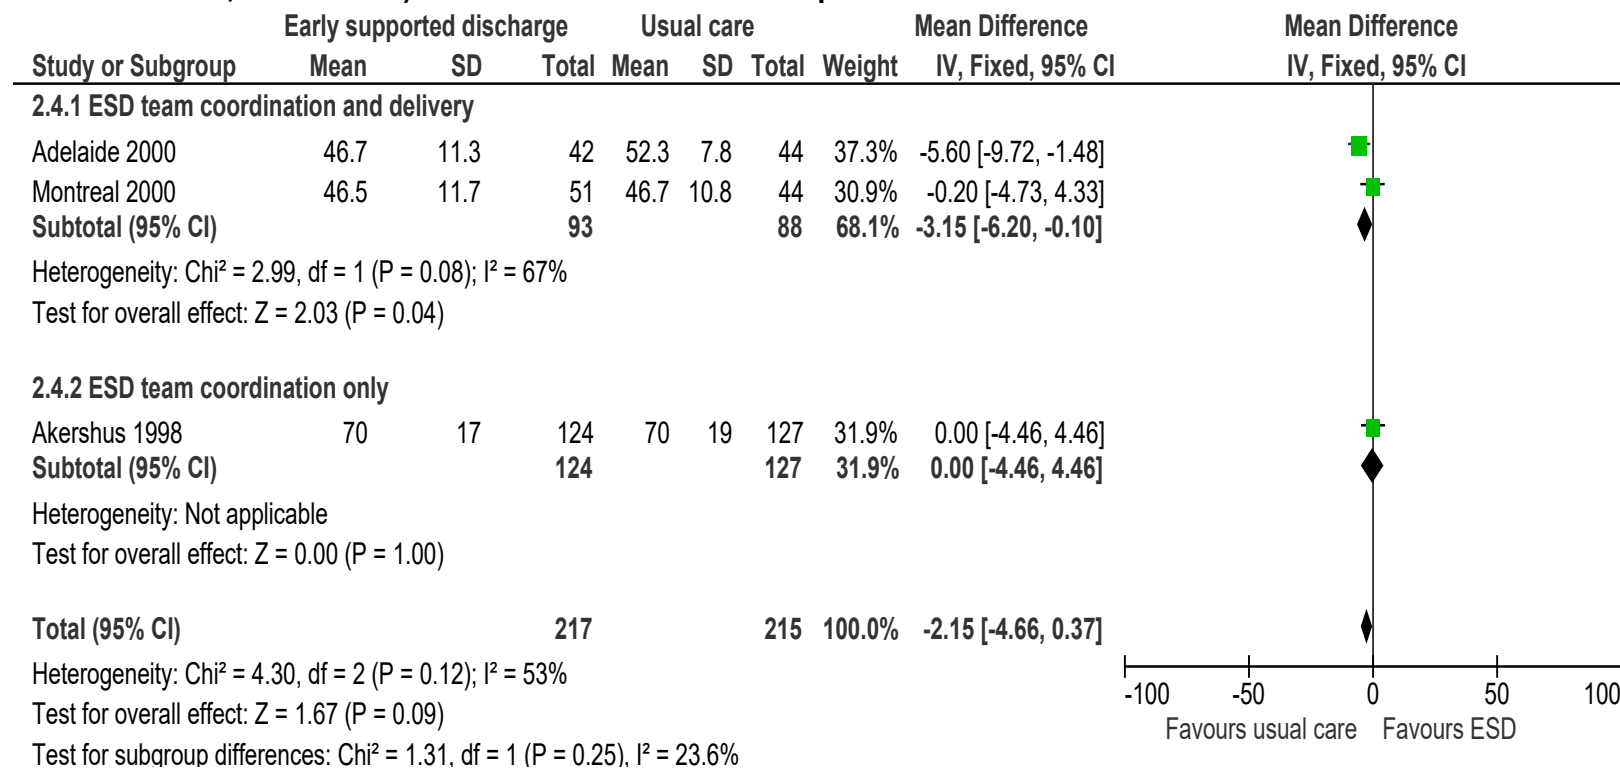 Early supported discharge Usual care Mean Difference Mean Difference
Study or Subgroup Mean SD Total Mean SD Total Weight IV, Fixed, 95% CI IV, Fixed, 95% CI
2.4.1 ESD team coordination and delivery
Adelaide 2000 46.7 11.3 42 52.3 7.8 44 37.3% -5.60 [-9.72, -1.48]
Montreal 2000 46.5 11.7 51 46.7 10.8 44 30.9% -0.20 [-4.73, 4.33]
Subtotal (95% CI) 93 88 68.1% -3.15 [-6.20, -0.10]
Heterogeneity: Chi² = 2.99, df = 1 (P = 0.08); I² = 67%
Test for overall effect: Z = 2.03 (P = 0.04)
2.4.2 ESD team coordination only
Akershus 1998 70 17 124 70 19 127 31.9% 0.00 [-4.46, 4.46]
Subtotal (95% CI) 124 127 31.9% 0.00 [-4.46, 4.46]
Heterogeneity: Not applicable
Test for overall effect: Z = 0.00 (P = 1.00)
Total (95% CI) 217 215 100.0% -2.15 [-4.66, 0.37]
Heterogeneity: Chi² = 4.30, df = 2 (P = 0.12); I² = 53%
Test for overall effect: Z = 1.67 (P = 0.09)
Test for subgroup differences: Chi² = 1.31, df = 1 (P = 0.25), I² = 23.6%
-100 -50 0 50 100
Favours usual care Favours ESD